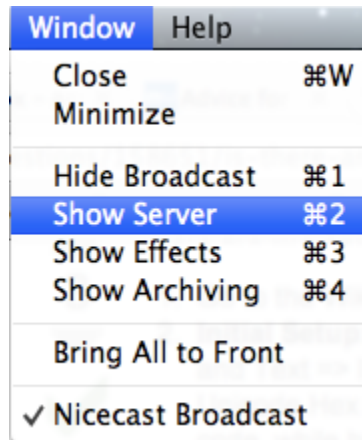 Window Help
Close ⌘W
Minimize
Hide Broadcast ⌘1
Show Server ⌘2
Show Effects ⌘3
Show Archiving ⌘4
Bring All to Front
✓ Nicecast Broadcast